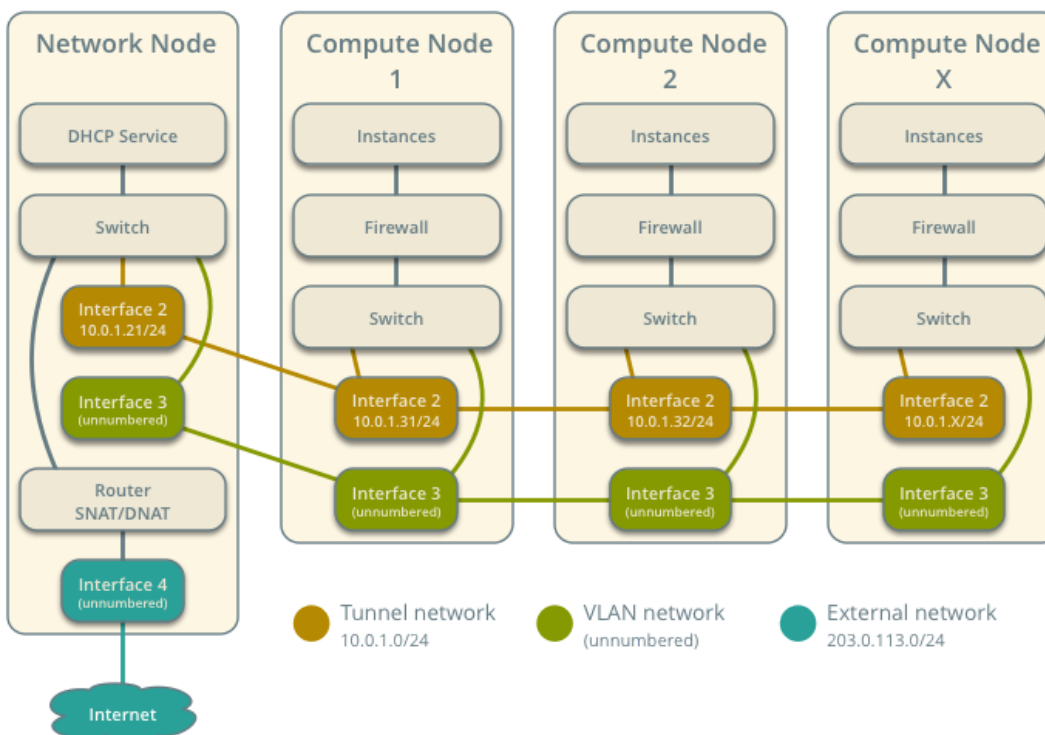 Network Node
DHCP Service
Switch
Interface 2
10.0.1.21/24
Interface 3
(unnumbered)
Router
SNAT/DNAT
Interface 4
(unnumbered)
Internet
Compute Node
1
Instances
Firewall
Switch
Interface 2
10.0.1.31/24
Interface 3
(unnumbered)
Compute Node
2
Instances
Firewall
Switch
Interface 2
10.0.1.32/24
Interface 3
(unnumbered)
Compute Node
X
Instances
Firewall
Switch
Interface 2
10.0.1.X/24
Interface 3
(unnumbered)
Tunnel network
10.0.1.0/24
VLAN network
(unnumbered)
External network
203.0.113.0/24